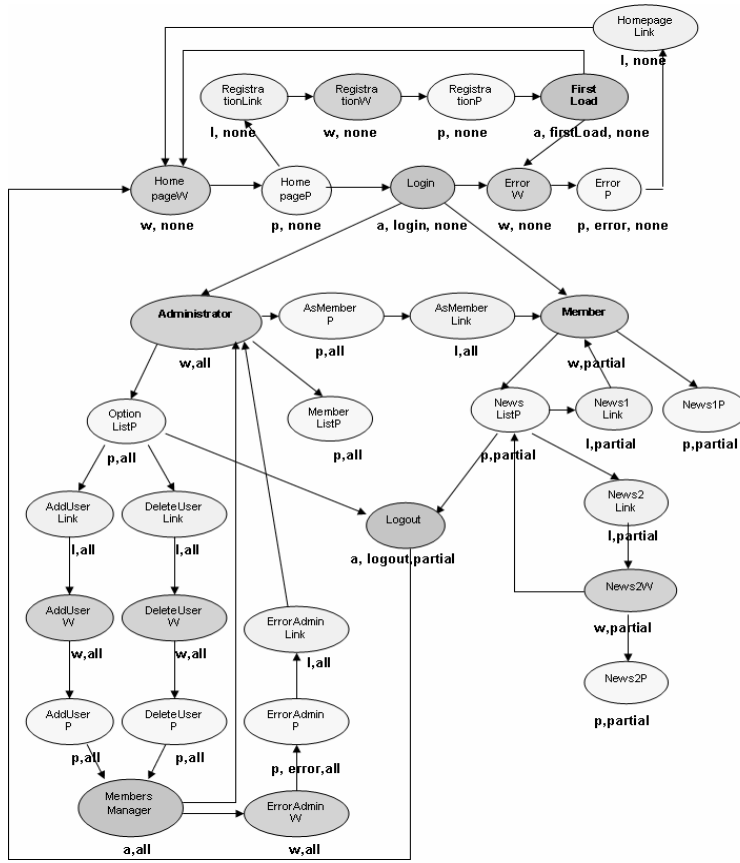 Homepage
Link
l, none
Registra
tionLink
l, none
Registra
tionW
w, none
Registra
tionP
p, none
First
Load
a, firstLoad, none
Home
pageW
w, none
Home
pageP
p, none
Login
a, login, none
Error
W
w, none
Error
P
p, error, none
Administrator
w,all
AsMember
P
p,all
AsMember
Link
l,all
Member
w,partial
Option
ListP
p,all
Member
ListP
p,all
News
ListP
p,partial
News1
Link
l,partial
News1P
p,partial
AddUser
Link
l,all
DeleteUser
Link
l,all
Logout
a, logout,partial
News2
Link
l,partial
AddUser
W
w,all
DeleteUser
W
w,all
ErrorAdmin
Link
l,all
News2W
w,partial
AddUser
P
p,all
DeleteUser
P
p,all
ErrorAdmin
P
p, error,all
News2P
p,partial
Members
Manager
a,all
ErrorAdmin
W
w,all